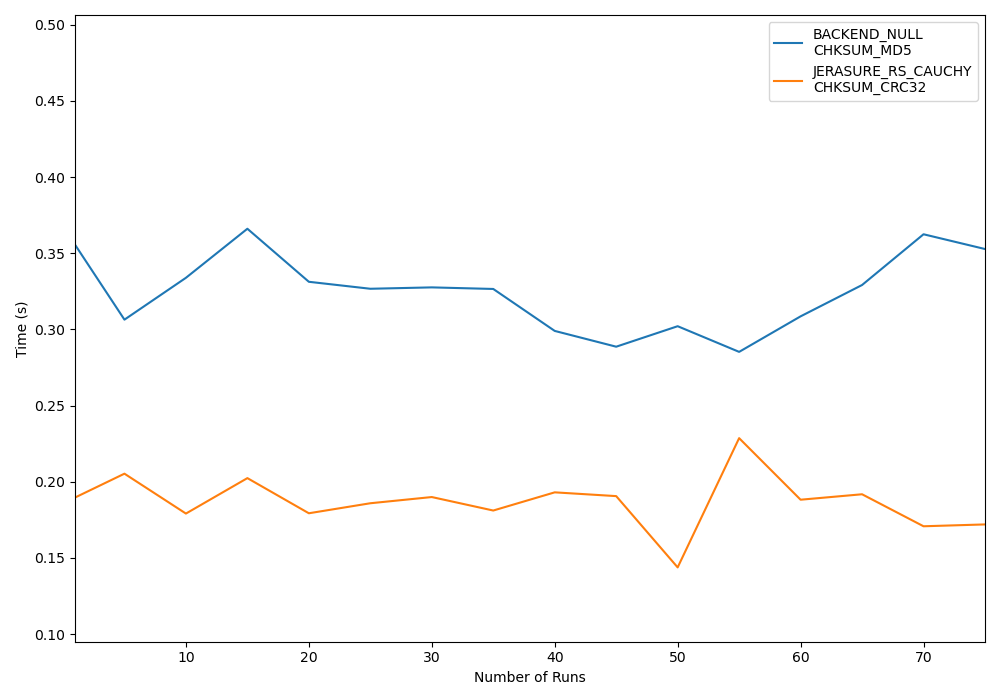 0.50
0.45
0.40
0.35
0.30
0.25
0.20
0.15
0.10
Time (s)
BACKEND_NULL
CHKSUM_MD5
JERASURE_RS_CAUCHY
CHKSUM_CRC32
10 20 30 40 50 60 70
Number of Runs